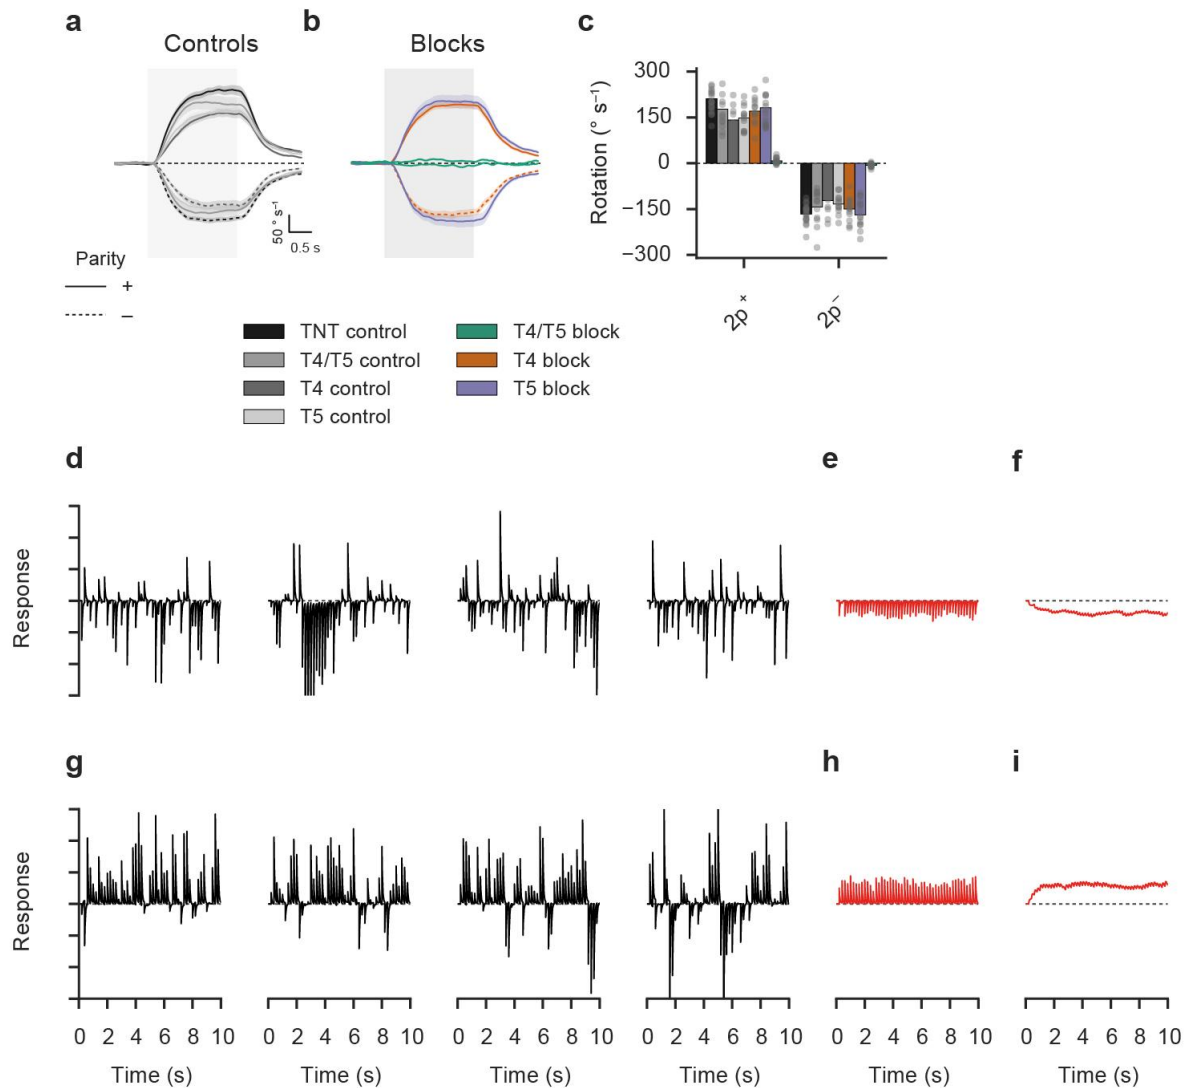 a
Controls
50 ° s⁻¹
0.5 s
Parity
+
–
b
Blocks
c
Rotation (° s⁻¹)
300
150
0
−150
−300
2p⁺
2p⁻
TNT control
T4/T5 control
T4 control
T5 control
T4/T5 block
T4 block
T5 block
d
e
f
Response
g
h
i
Response
0 2 4 6 8 10
0 2 4 6 8 10
0 2 4 6 8 10
0 2 4 6 8 10
0 2 4 6 8 10
0 2 4 6 8 10
Time (s)
Time (s)
Time (s)
Time (s)
Time (s)
Time (s)